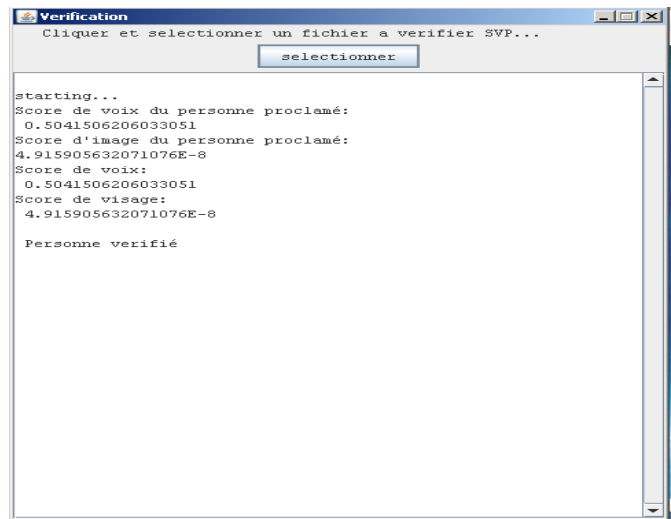 Verification
Cliquer et selectionner un fichier a verifier SVP...
selectionner
starting...
Score de voix du personne proclamé:
0.5041506206033051
Score d'image du personne proclamé:
4.915905632071076E-8
Score de voix:
0.5041506206033051
Score de visage:
4.915905632071076E-8
Personne verifié